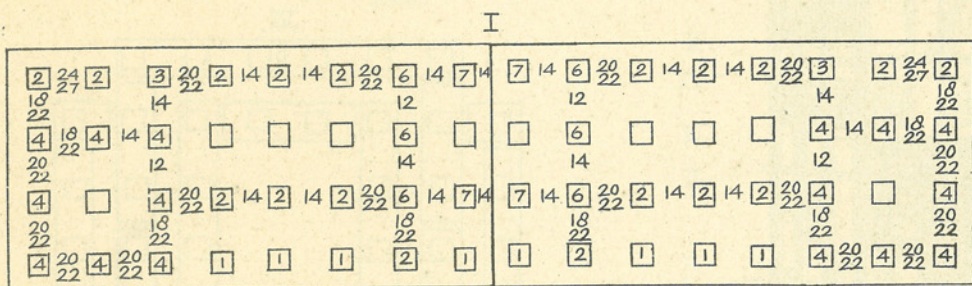 I
2 24/27 2 3 20/22 2 14 2 14 2 20/22 6 14 7 14 7 14 6 20/22 2 14 2 14 2 20/22 3 2 24/27 2
18/22 14 12 12 14 18/22
4 18/22 4 14 4 6 6 4 14 4 18/22 4
20/22 12 14 14 12 20/22
4 4 20/22 2 14 2 14 2 20/22 6 14 7 14 7 14 6 20/22 2 14 2 14 2 20/22 4 4
20/22 18/22 18/22 18/22 18/22 20/22
4 20/22 4 20/22 4 1 1 1 2 1 1 2 1 1 1 4 20/22 4 20/22 4